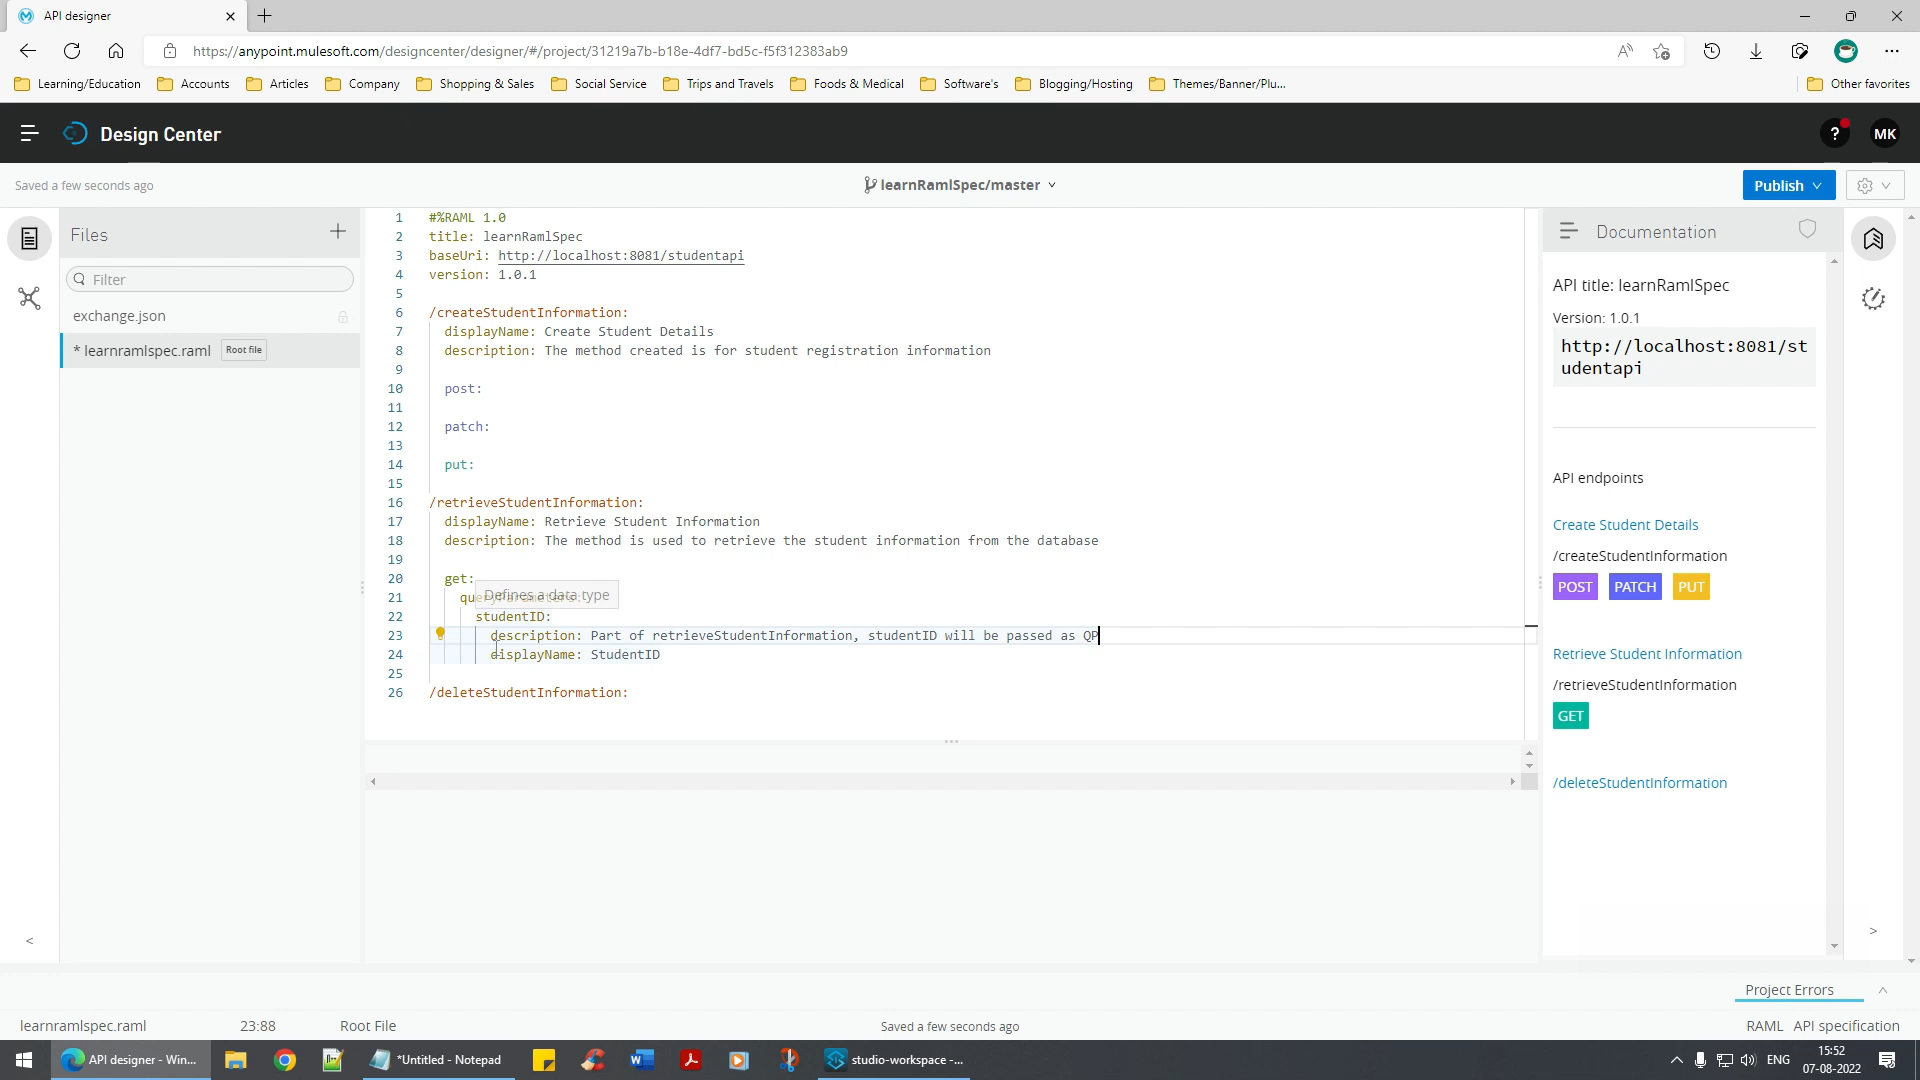 API designer
https://anypoint.mulesoft.com/designcenter/designer/#/project/31219a7b-b18e-4df7-bd5c-f5f312383ab9
Learning/Education
Accounts
Articles
Company
Shopping & Sales
Social Service
Trips and Travels
Foods & Medical
Software's
Blogging/Hosting
Themes/Banner/Plu...
Other favorites
Design Center
?
MK
Saved a few seconds ago
learnRamlSpec/master
Publish
Files
Filter
exchange.json
* learnramlspec.raml
Root file
1 #%RAML 1.0
2 title: learnRamlSpec
3 baseUri: http://localhost:8081/studentapi
4 version: 1.0.1
5
6 /createStudentInformation:
7 displayName: Create Student Details
8 description: The method created is for student registration information
9
10 post:
11
12 patch:
13
14 put:
15
16 /retrieveStudentInformation:
17 displayName: Retrieve Student Information
18 description: The method is used to retrieve the student information from the database
19
20 get:
21 queryParameters:
Defines a data type
22 studentID:
23 description: Part of retrieveStudentInformation, studentID will be passed as QP
24 displayName: StudentID
25
26 /deleteStudentInformation:
Documentation
API title: learnRamlSpec
Version: 1.0.1
http://localhost:8081/st
udentapi
API endpoints
Create Student Details
/createStudentInformation
POST PATCH PUT
Retrieve Student Information
/retrieveStudentInformation
GET
/deleteStudentInformation
Project Errors
learnramlspec.raml
23:88
Root File
Saved a few seconds ago
RAML API specification
API designer - Win...
*Untitled - Notepad
studio-workspace -...
ENG
15:52
07-08-2022